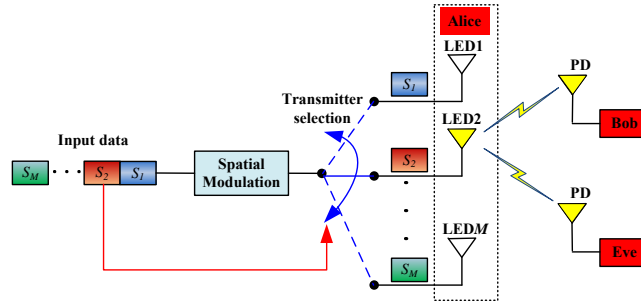 Alice
LED1
S1
Transmitter
selection
PD
Bob
Input data
LED2
SM ... S2 S1
Spatial
Modulation
S2
PD
LEDM
SM
Eve